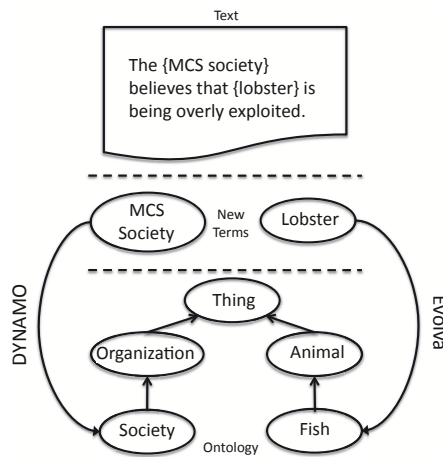 Text
The {MCS society}
believes that {lobster} is
being overly exploited.
MCS
Society
New
Terms
Lobster
DYNAMO
Evolva
Thing
Organization
Animal
Society
Fish
Ontology